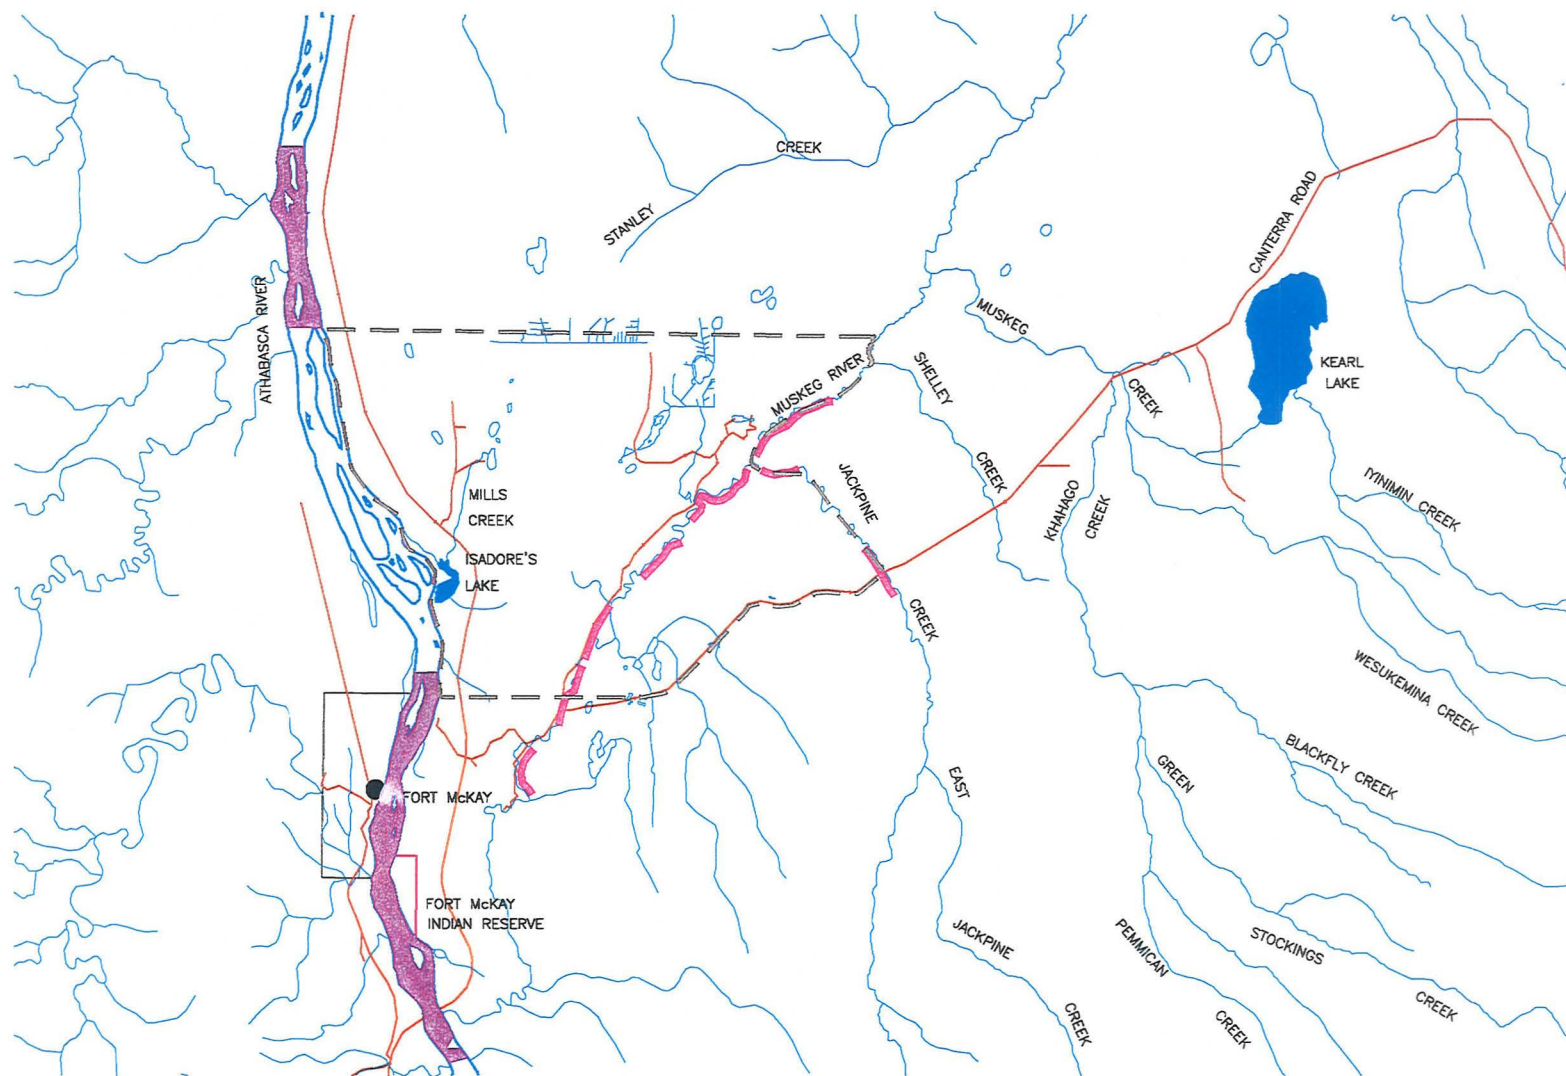 CREEK
STANLEY
CANTERRA ROAD
ATHABASCA RIVER
MUSKEG
CREEK
MUSKEG RIVER
SHELLEY
CREEK
KEARL
LAKE
JACKPINE
CREEK
MILLS
CREEK
ISADORE'S
LAKE
KHAHAGO
CREEK
IYINIMIN CREEK
WESUKEMINA CREEK
BLACKFLY CREEK
GREEN
EAST
JACKPINE
CREEK
PEMMICAN
CREEK
STOCKINGS
CREEK
FORT McKAY
FORT McKAY
INDIAN RESERVE